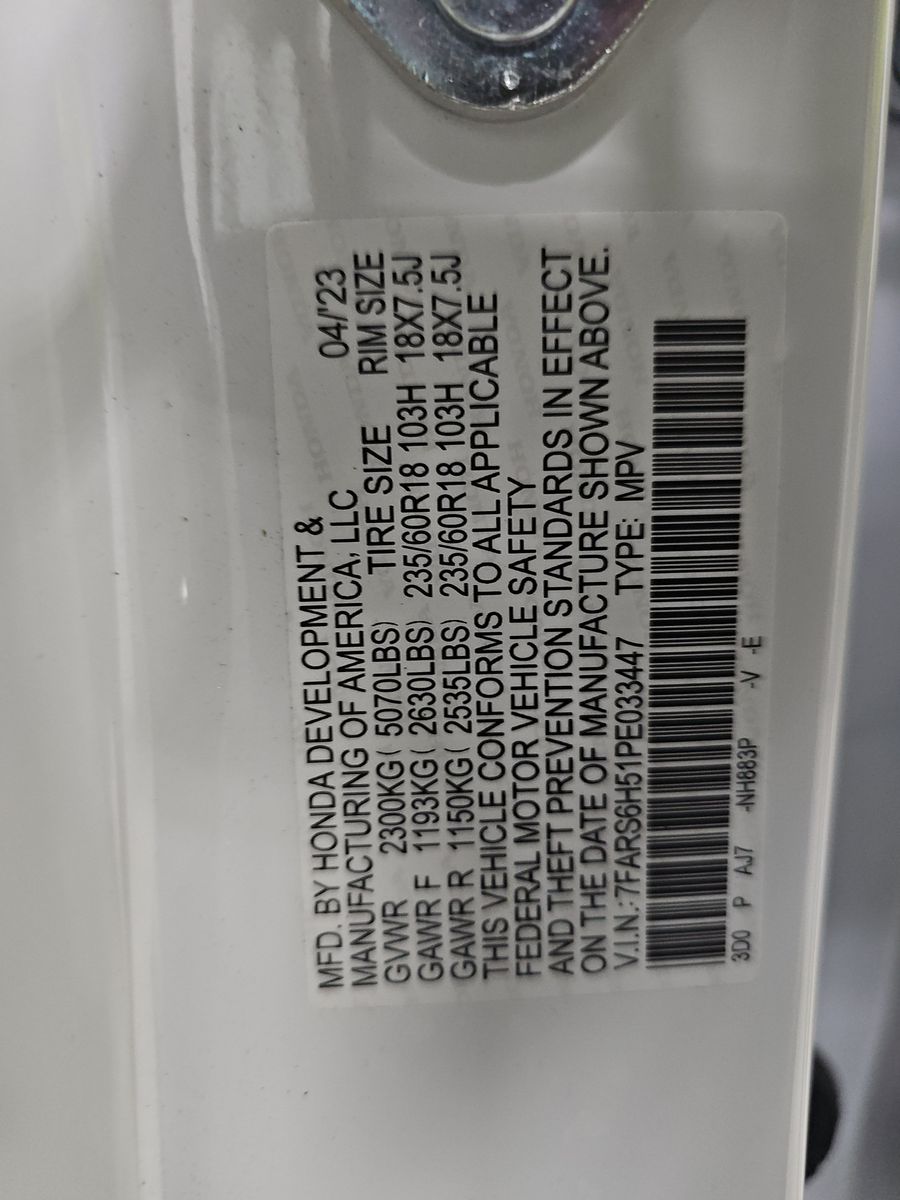 MFD. BY HONDA DEVELOPMENT &
MANUFACTURING OF AMERICA, LLC 04/'23
GVWR 2300KG( 5070LBS) TIRE SIZE RIM SIZE
GAWR F 1193KG( 2630LBS) 235/60R18 103H 18X7.5J
GAWR R 1150KG( 2535LBS) 235/60R18 103H 18X7.5J
THIS VEHICLE CONFORMS TO ALL APPLICABLE
FEDERAL MOTOR VEHICLE SAFETY
AND THEFT PREVENTION STANDARDS IN EFFECT
ON THE DATE OF MANUFACTURE SHOWN ABOVE.
V.I.N.: 7FARS6H51PE033447 TYPE: MPV
3D0 P AJ7 -NH883P -V -E